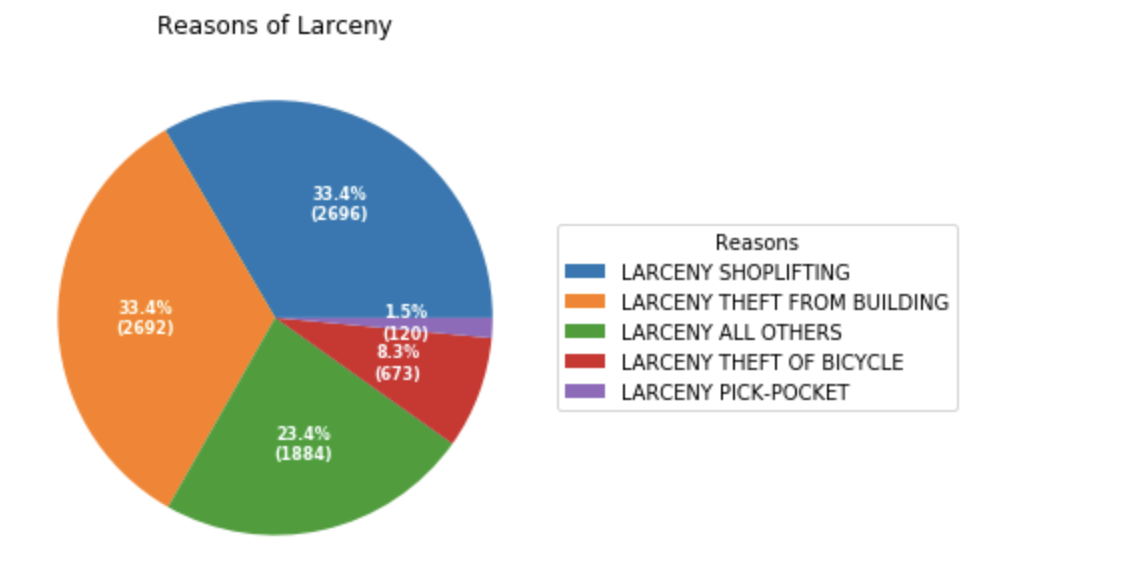 Reasons of Larceny
33.4%
(2696)
33.4%
(2692)
1.5%
(120)
8.3%
(673)
23.4%
(1884)
Reasons
LARCENY SHOPLIFTING
LARCENY THEFT FROM BUILDING
LARCENY ALL OTHERS
LARCENY THEFT OF BICYCLE
LARCENY PICK-POCKET